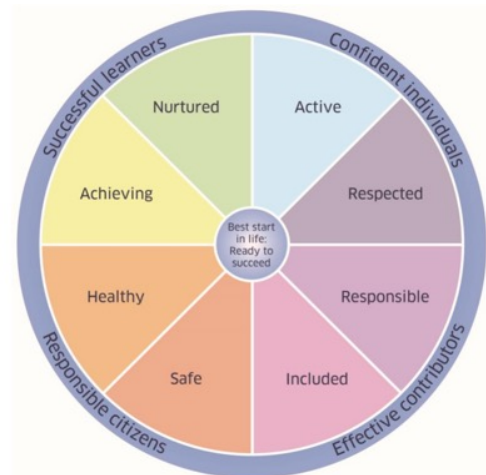 Successful learners
Confident individuals
Nurtured
Active
Achieving
Respected
Best start
in life:
Ready to
succeed
Healthy
Responsible
Safe
Included
Responsible citizens
Effective contributors